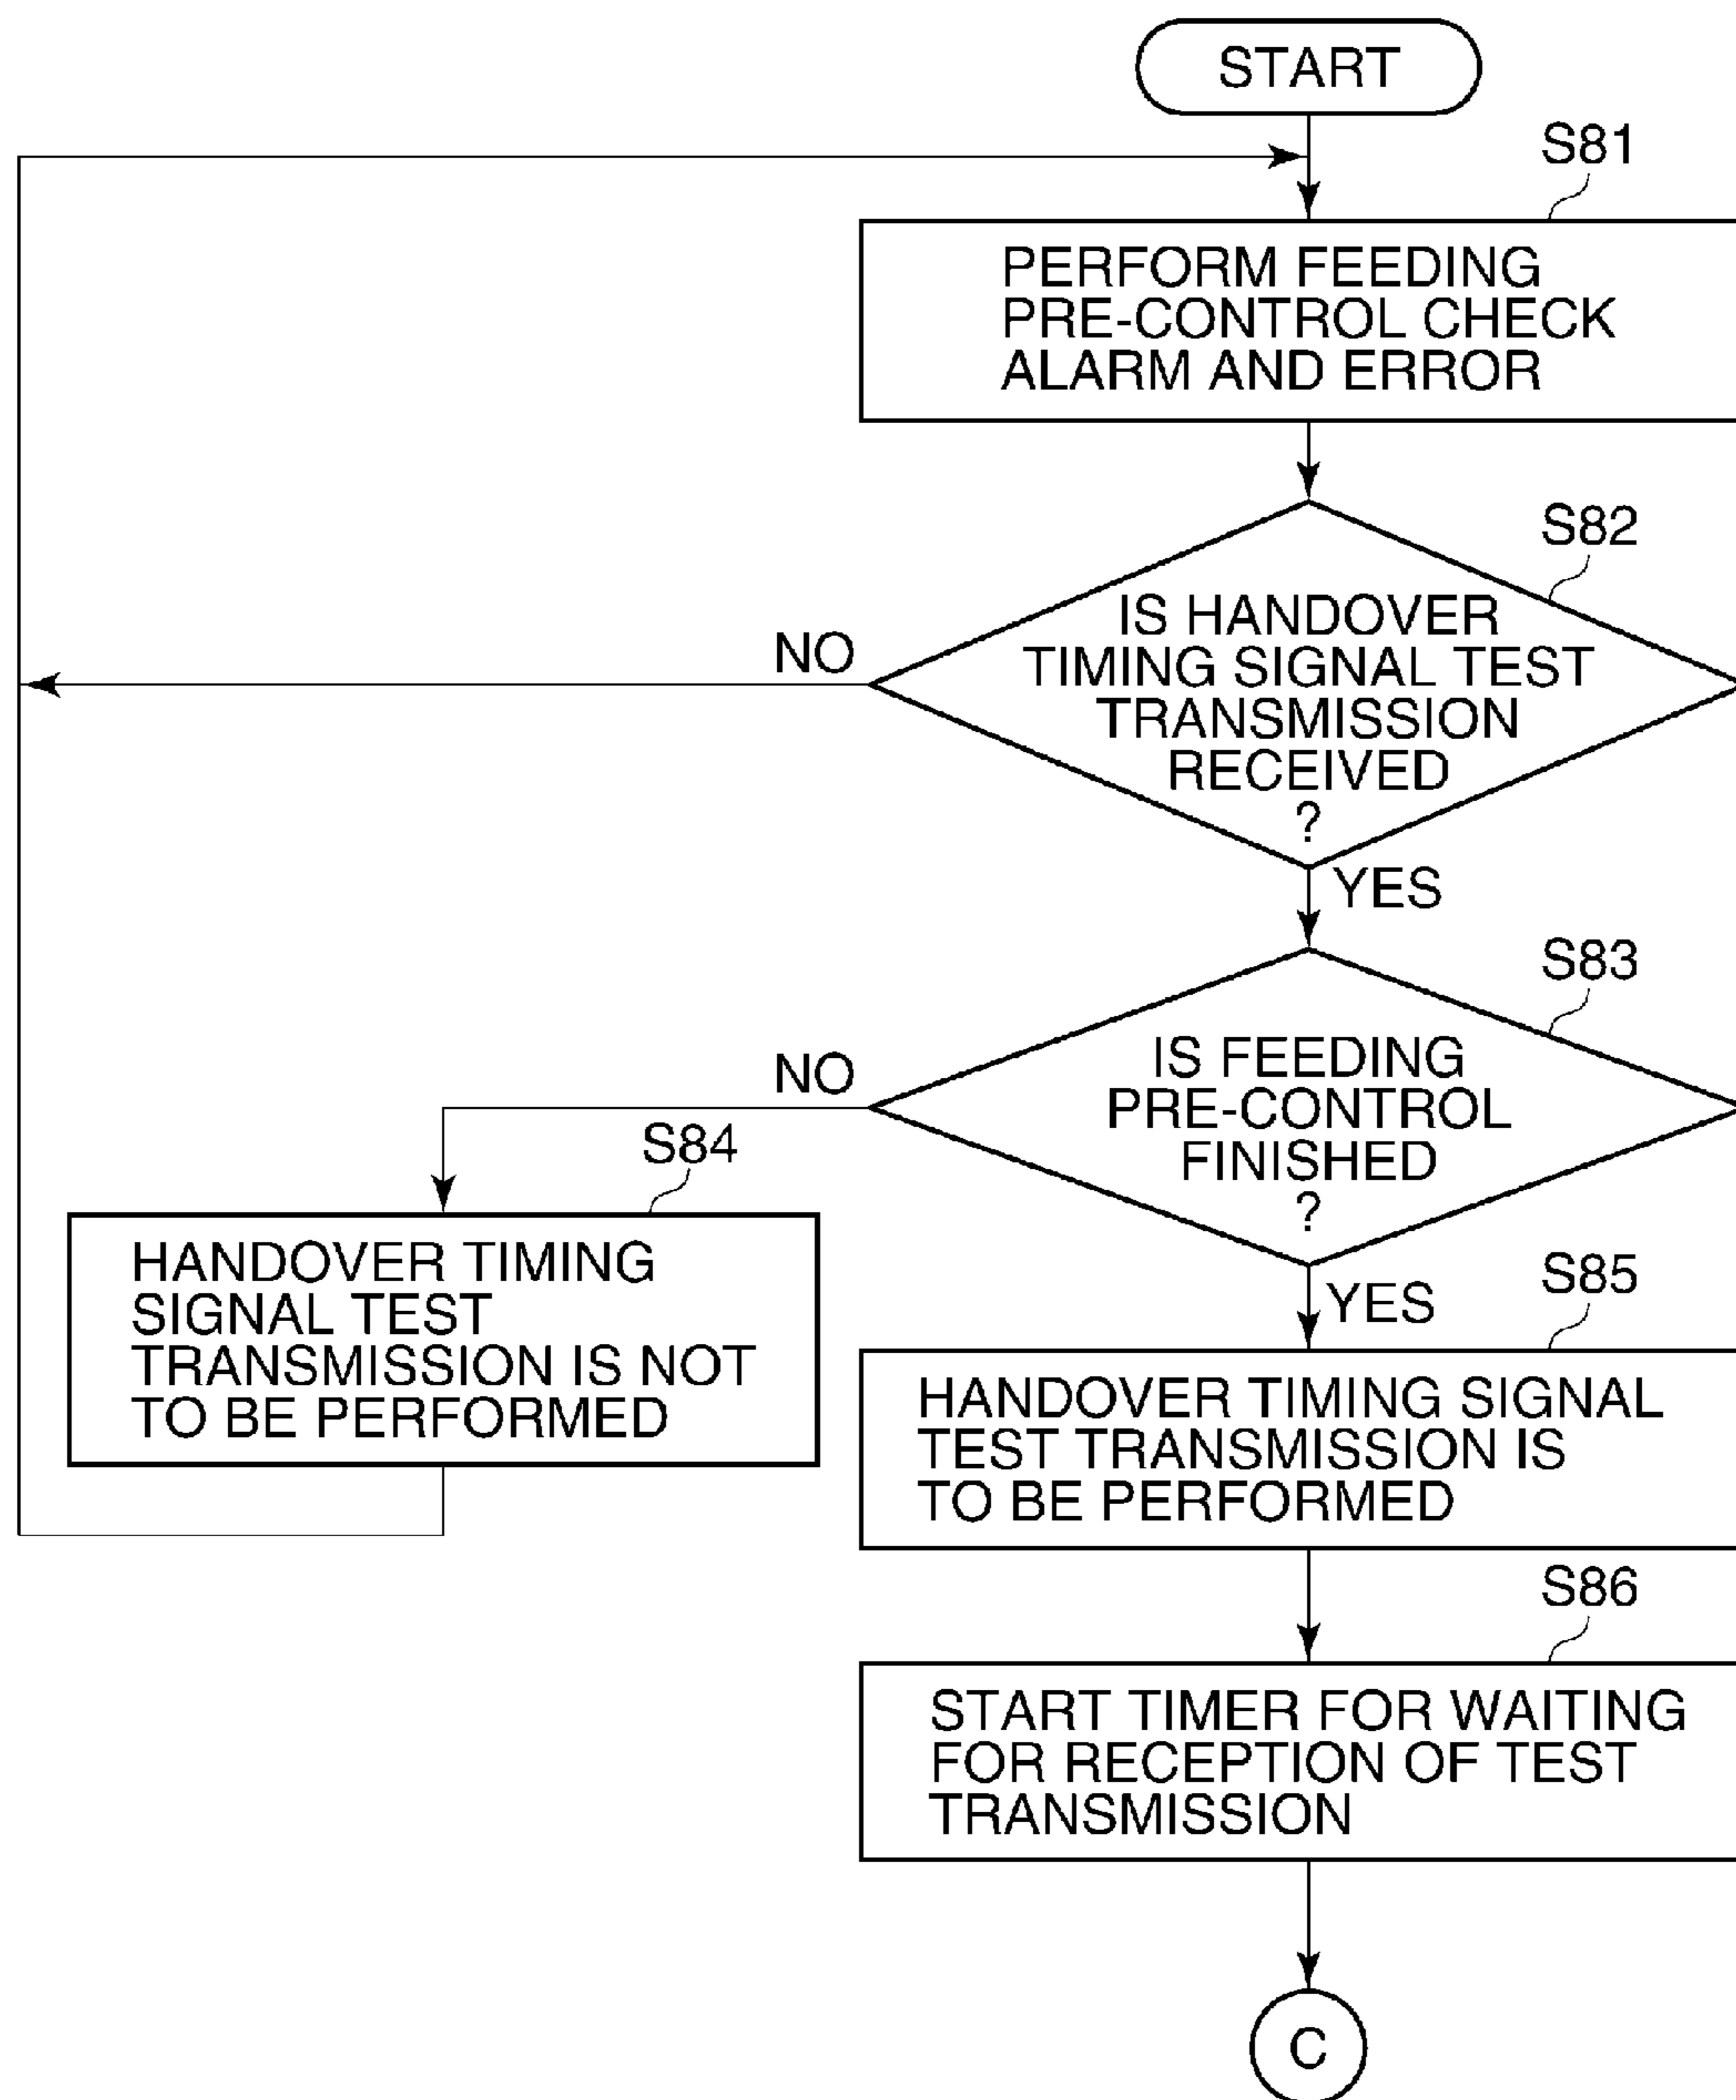 START
S81
PERFORM FEEDING
PRE-CONTROL CHECK
ALARM AND ERROR
S82
IS HANDOVER
TIMING SIGNAL TEST
TRANSMISSION
RECEIVED
?
NO
YES
S83
IS FEEDING
PRE-CONTROL
FINISHED
?
NO
S84
HANDOVER TIMING
SIGNAL TEST
TRANSMISSION IS NOT
TO BE PERFORMED
YES
S85
HANDOVER TIMING SIGNAL
TEST TRANSMISSION IS
TO BE PERFORMED
S86
START TIMER FOR WAITING
FOR RECEPTION OF TEST
TRANSMISSION
C